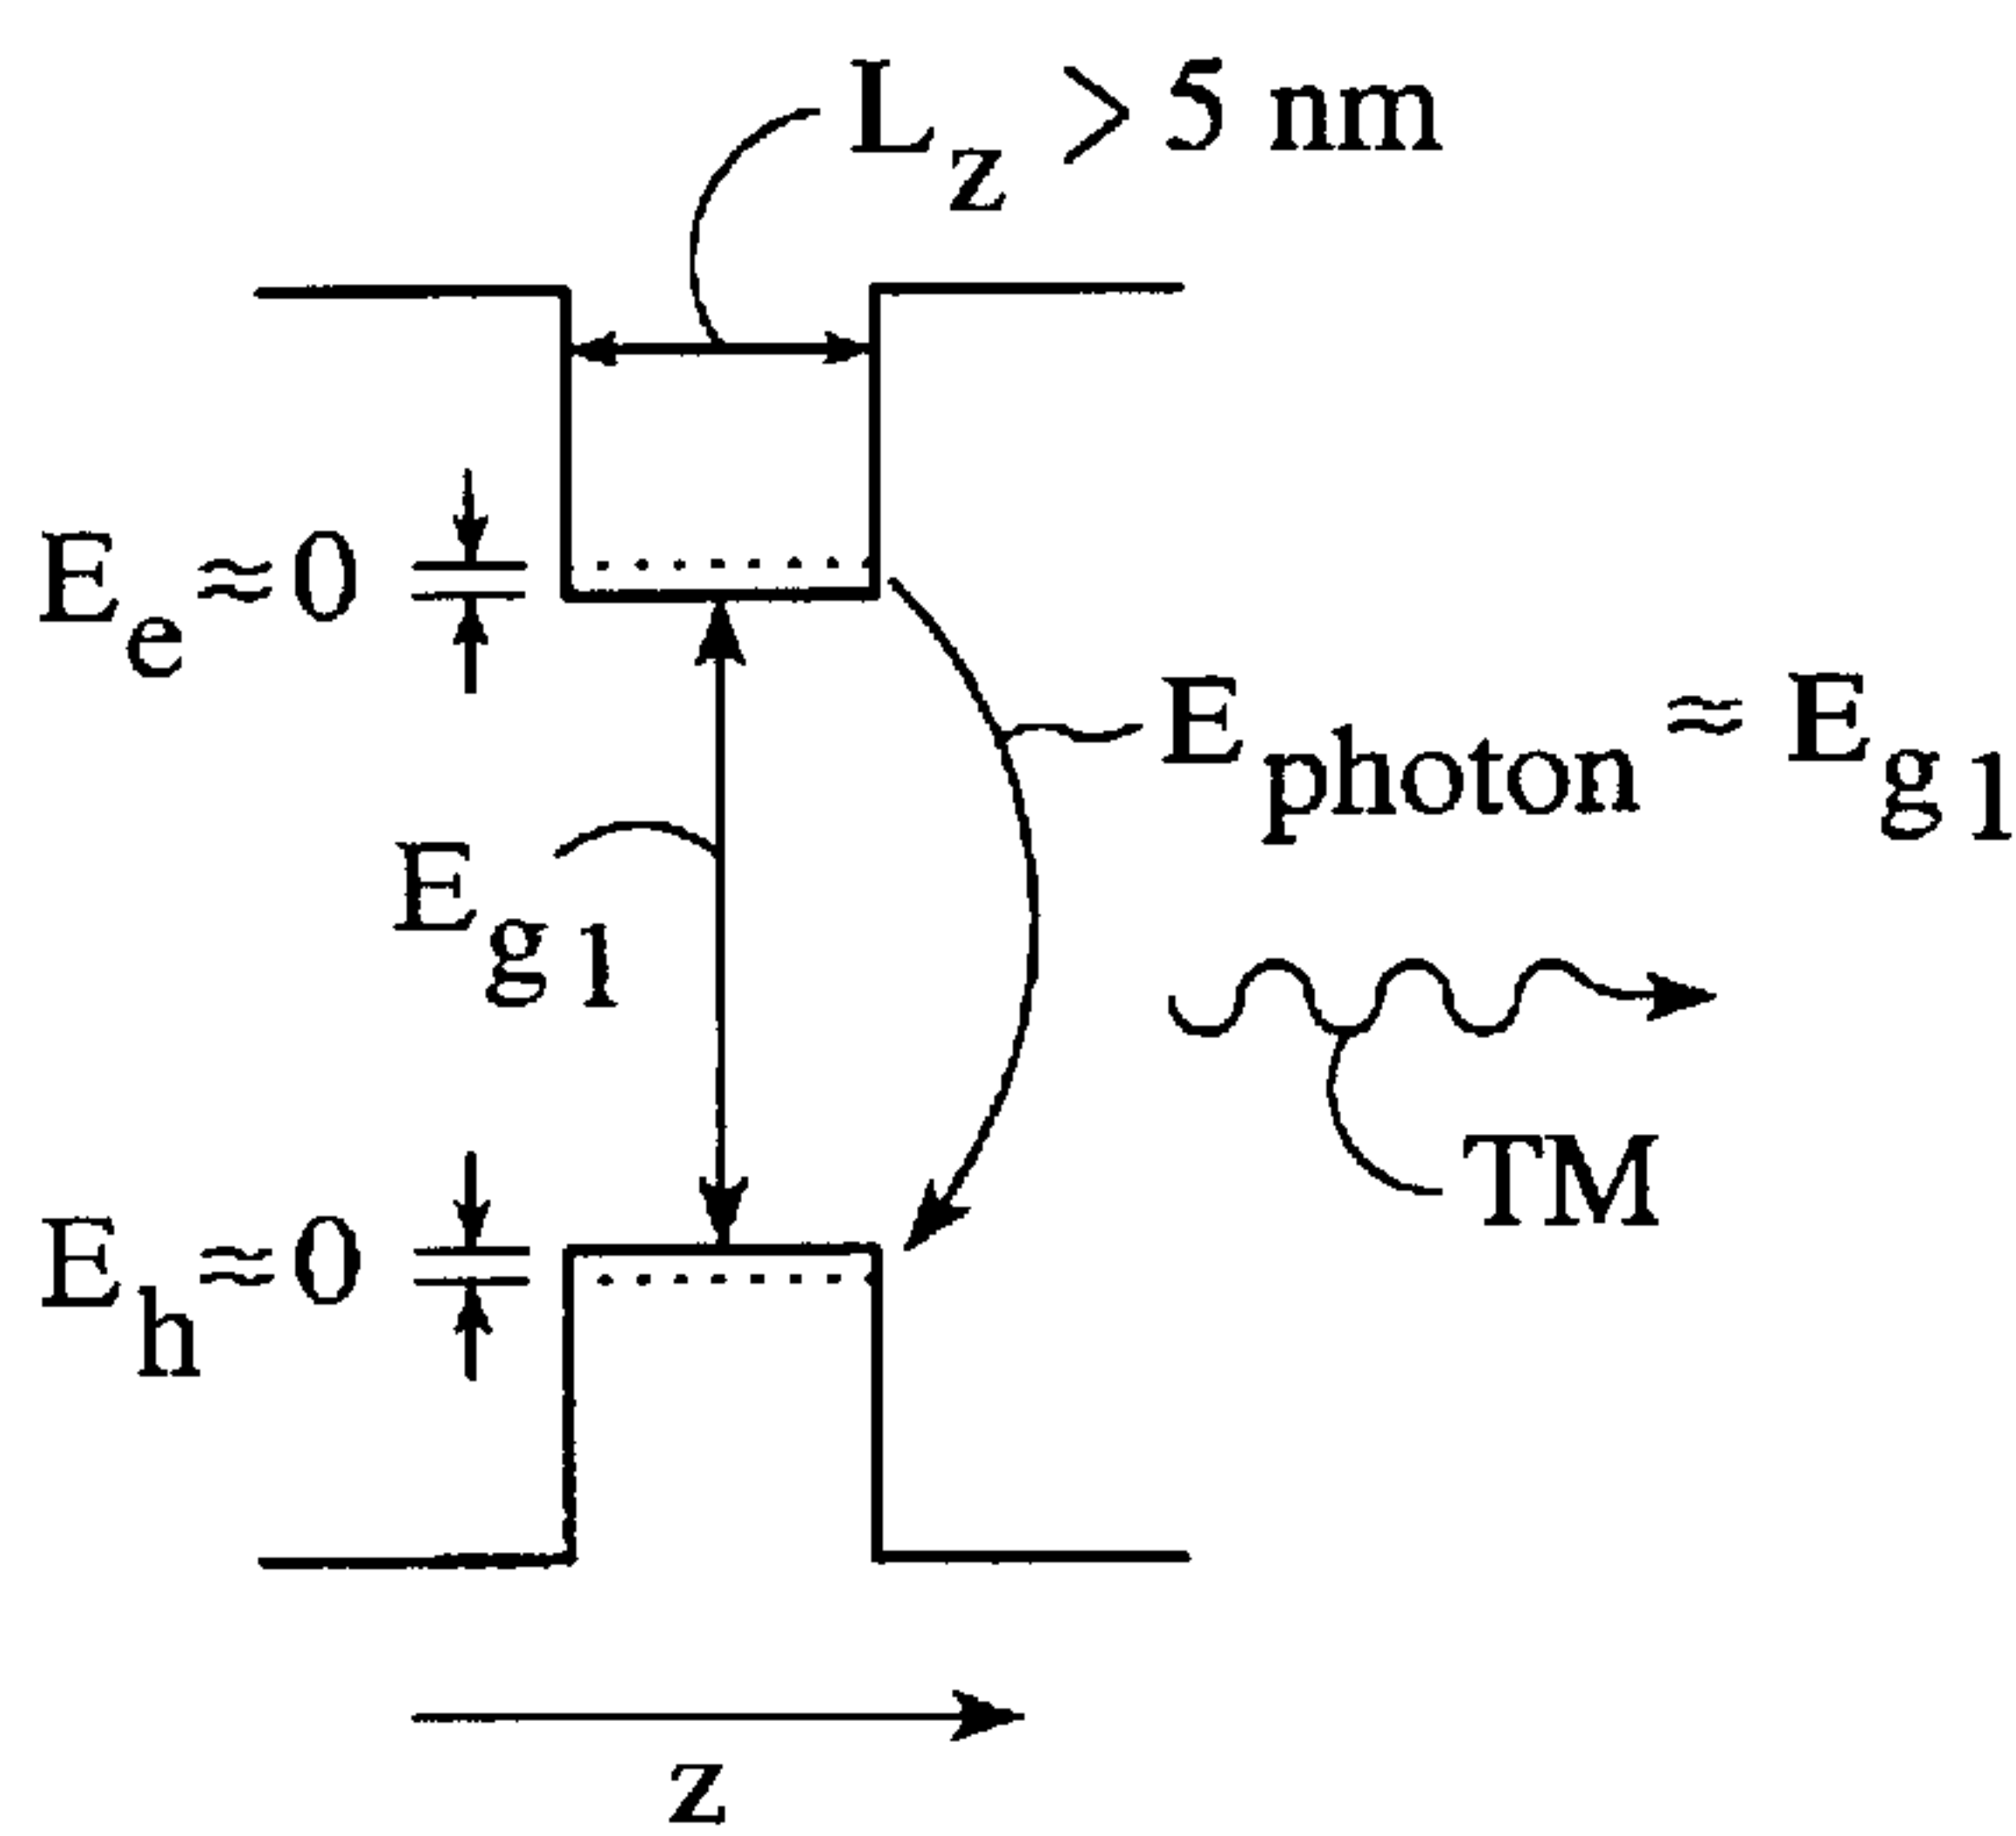 L_z > 5 nm
E_e ≈ 0
E_photon ≈ E_g1
E_g1
TM
E_h ≈ 0
z